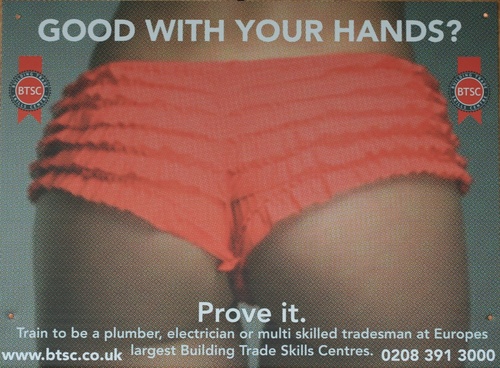 GOOD WITH YOUR HANDS?
BTSC
BTSC
Prove it.
Train to be a plumber, electrician or multi skilled tradesman at Europes
largest Building Trade Skills Centres.
www.btsc.co.uk
0208 391 3000